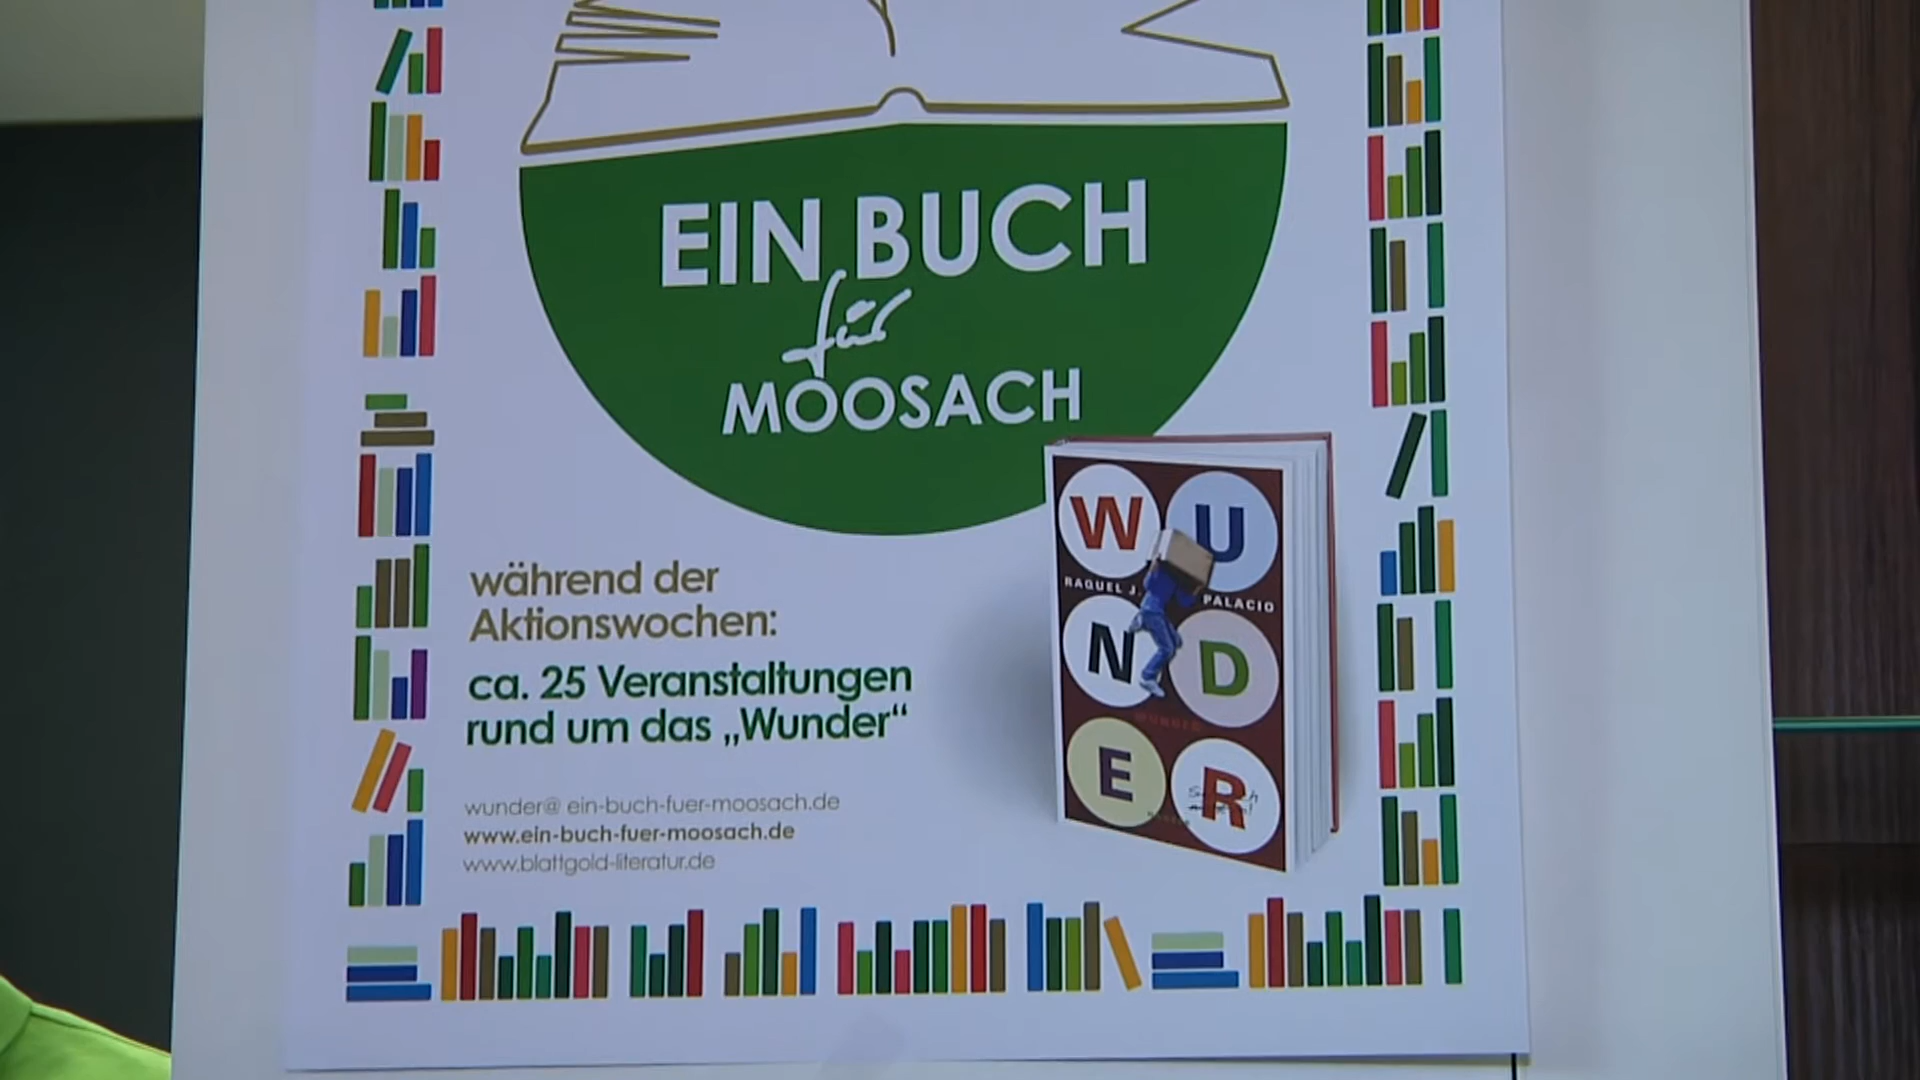 EIN BUCH
für
MOOSACH
W U
RAQUEL J. PALACIO
N D
E R
während der
Aktionswochen:
ca. 25 Veranstaltungen
rund um das „Wunder“
wunder@ ein-buch-fuer-moosach.de
www.ein-buch-fuer-moosach.de
www.blattgold-literatur.de